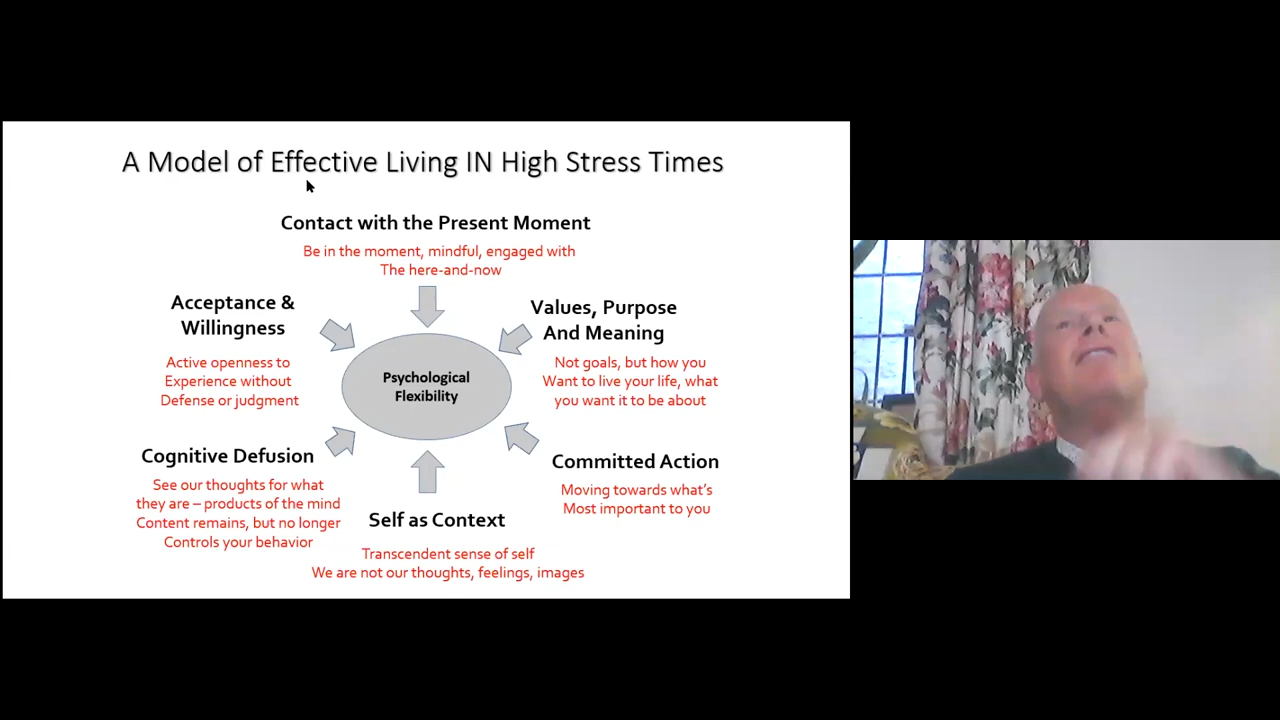 A Model of Effective Living IN High Stress Times
Contact with the Present Moment
Be in the moment, mindful, engaged with
The here-and-now
Acceptance &
Willingness
Active openness to
Experience without
Defense or judgment
Values, Purpose
And Meaning
Not goals, but how you
Want to live your life, what
you want it to be about
Psychological
Flexibility
Cognitive Defusion
See our thoughts for what
they are – products of the mind
Content remains, but no longer
Controls your behavior
Committed Action
Moving towards what's
Most important to you
Self as Context
Transcendent sense of self
We are not our thoughts, feelings, images